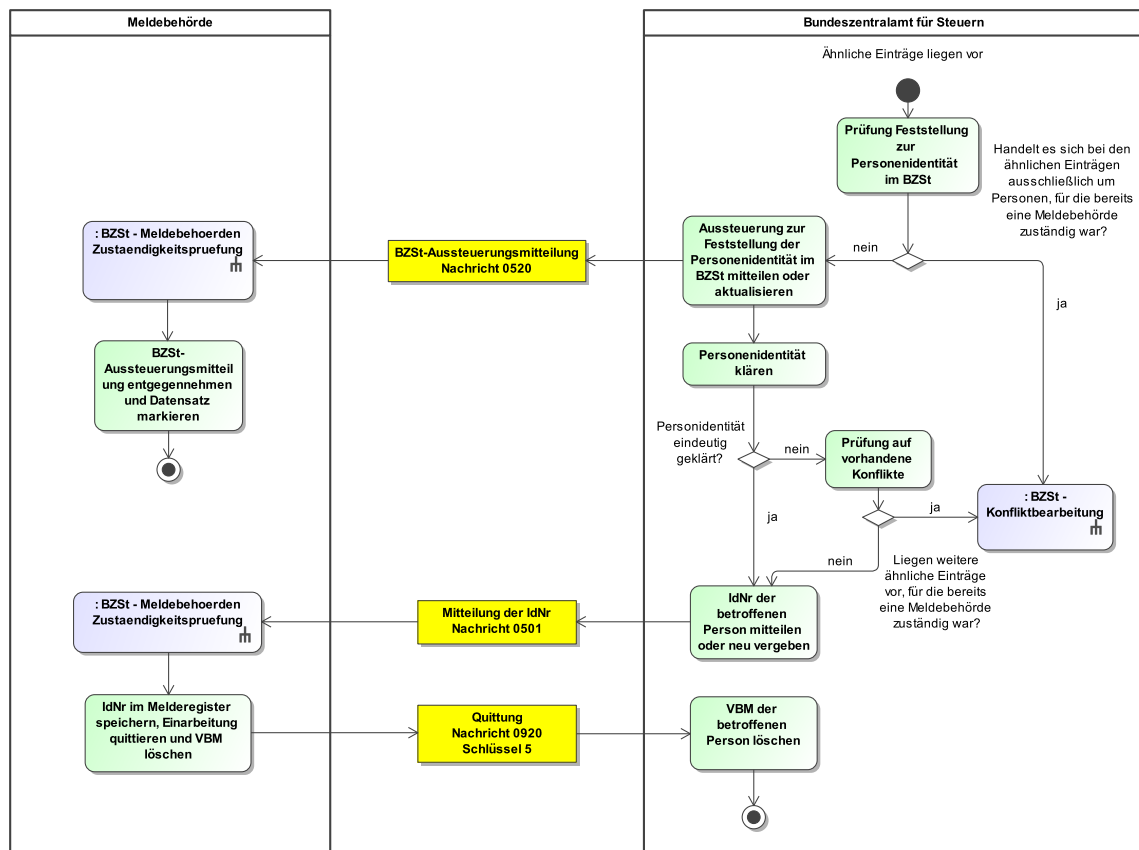 Meldebehörde
Bundeszentralamt für Steuern
Ähnliche Einträge liegen vor
Prüfung Feststellung
zur
Personenidentität
im BZSt
Handelt es sich bei den
ähnlichen Einträgen
ausschließlich um
Personen, für die bereits
eine Meldebehörde
zuständig war?
nein
ja
Aussteuerung zur
Feststellung der
Personenidentität im
BZSt mitteilen oder
aktualisieren
BZSt-Aussteuerungsmitteilung
Nachricht 0520
: BZSt - Meldebehoerden
Zustaendigkeitspruefung
BZSt-
Aussteuerungsmitteil
ung entgegennehmen
und Datensatz
markieren
Personenidentität
klären
Personidentität
eindeutig
geklärt?
nein
ja
Prüfung auf
vorhandene
Konflikte
ja
nein
: BZSt -
Konfliktbearbeitung
Liegen weitere
ähnliche Einträge
vor, für die bereits
eine Meldebehörde
zuständig war?
IdNr der
betroffenen
Person mitteilen
oder neu vergeben
Mitteilung der IdNr
Nachricht 0501
: BZSt - Meldebehoerden
Zustaendigkeitspruefung
IdNr im Melderegister
speichern, Einarbeitung
quittieren und VBM
löschen
Quittung
Nachricht 0920
Schlüssel 5
VBM der
betroffenen
Person löschen